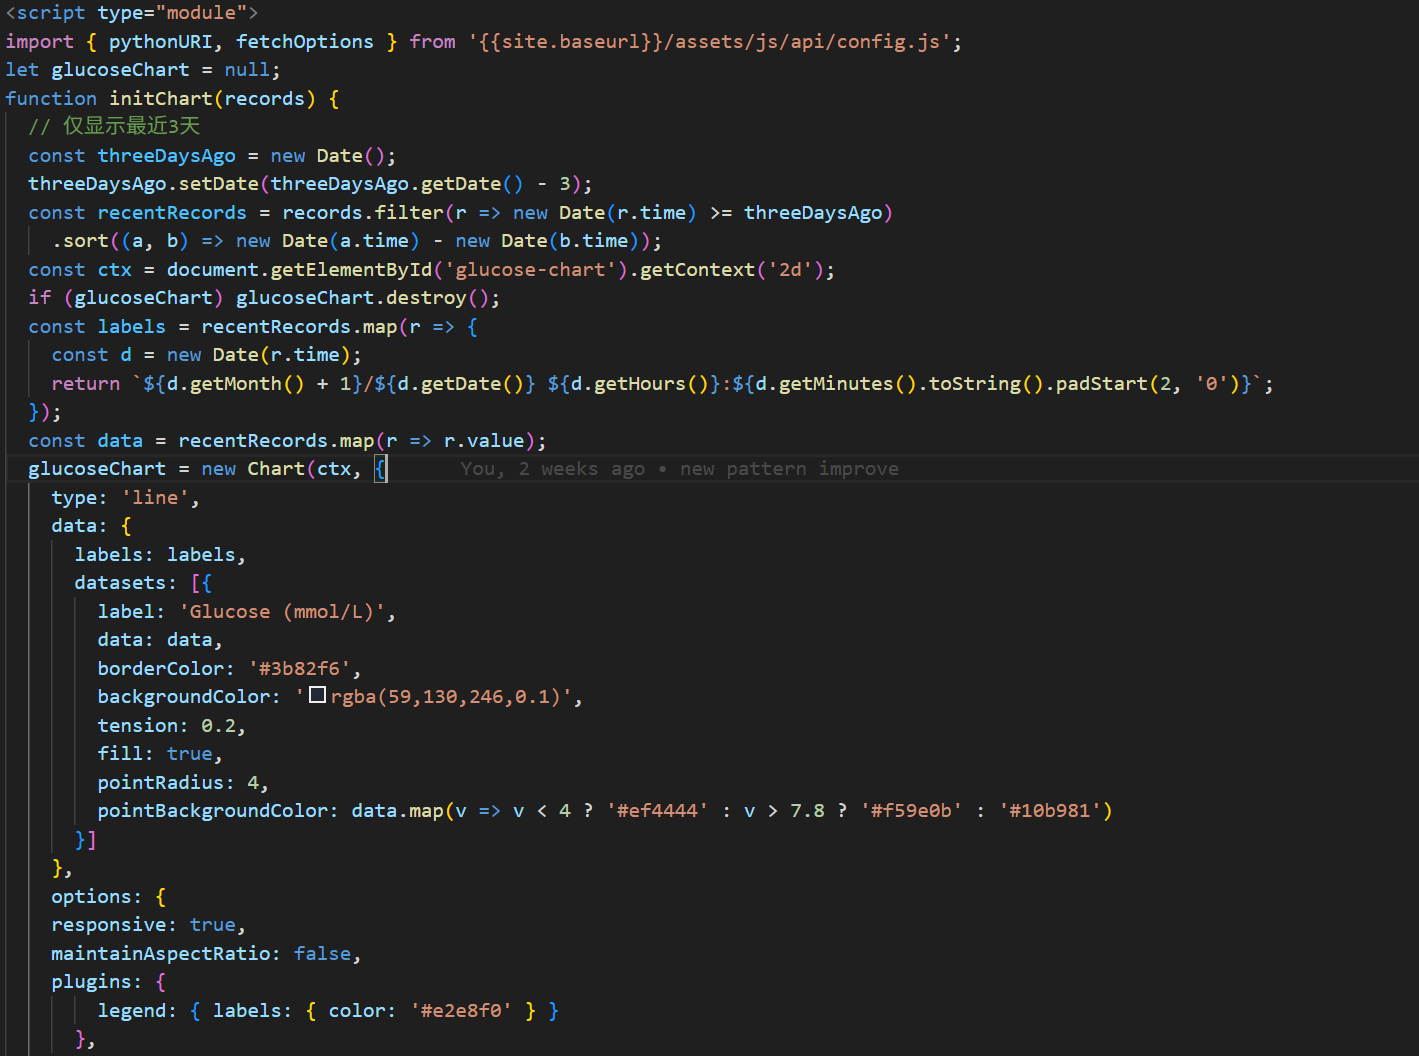 <script type="module">
import { pythonURI, fetchOptions } from '{{site.baseurl}}/assets/js/api/config.js';
let glucoseChart = null;
function initChart(records) {
  // 仅显示最近3天
  const threeDaysAgo = new Date();
  threeDaysAgo.setDate(threeDaysAgo.getDate() - 3);
  const recentRecords = records.filter(r => new Date(r.time) >= threeDaysAgo)
    .sort((a, b) => new Date(a.time) - new Date(b.time));
  const ctx = document.getElementById('glucose-chart').getContext('2d');
  if (glucoseChart) glucoseChart.destroy();
  const labels = recentRecords.map(r => {
    const d = new Date(r.time);
    return `${d.getMonth() + 1}/${d.getDate()} ${d.getHours()}:${d.getMinutes().toString().padStart(2, '0')}`;
  });
  const data = recentRecords.map(r => r.value);
  glucoseChart = new Chart(ctx, {      You, 2 weeks ago • new pattern improve
    type: 'line',
    data: {
      labels: labels,
      datasets: [{
        label: 'Glucose (mmol/L)',
        data: data,
        borderColor: '#3b82f6',
        backgroundColor: 'rgba(59,130,246,0.1)',
        tension: 0.2,
        fill: true,
        pointRadius: 4,
        pointBackgroundColor: data.map(v => v < 4 ? '#ef4444' : v > 7.8 ? '#f59e0b' : '#10b981')
      }]
    },
    options: {
    responsive: true,
    maintainAspectRatio: false,
    plugins: {
        legend: { labels: { color: '#e2e8f0' } }
      },